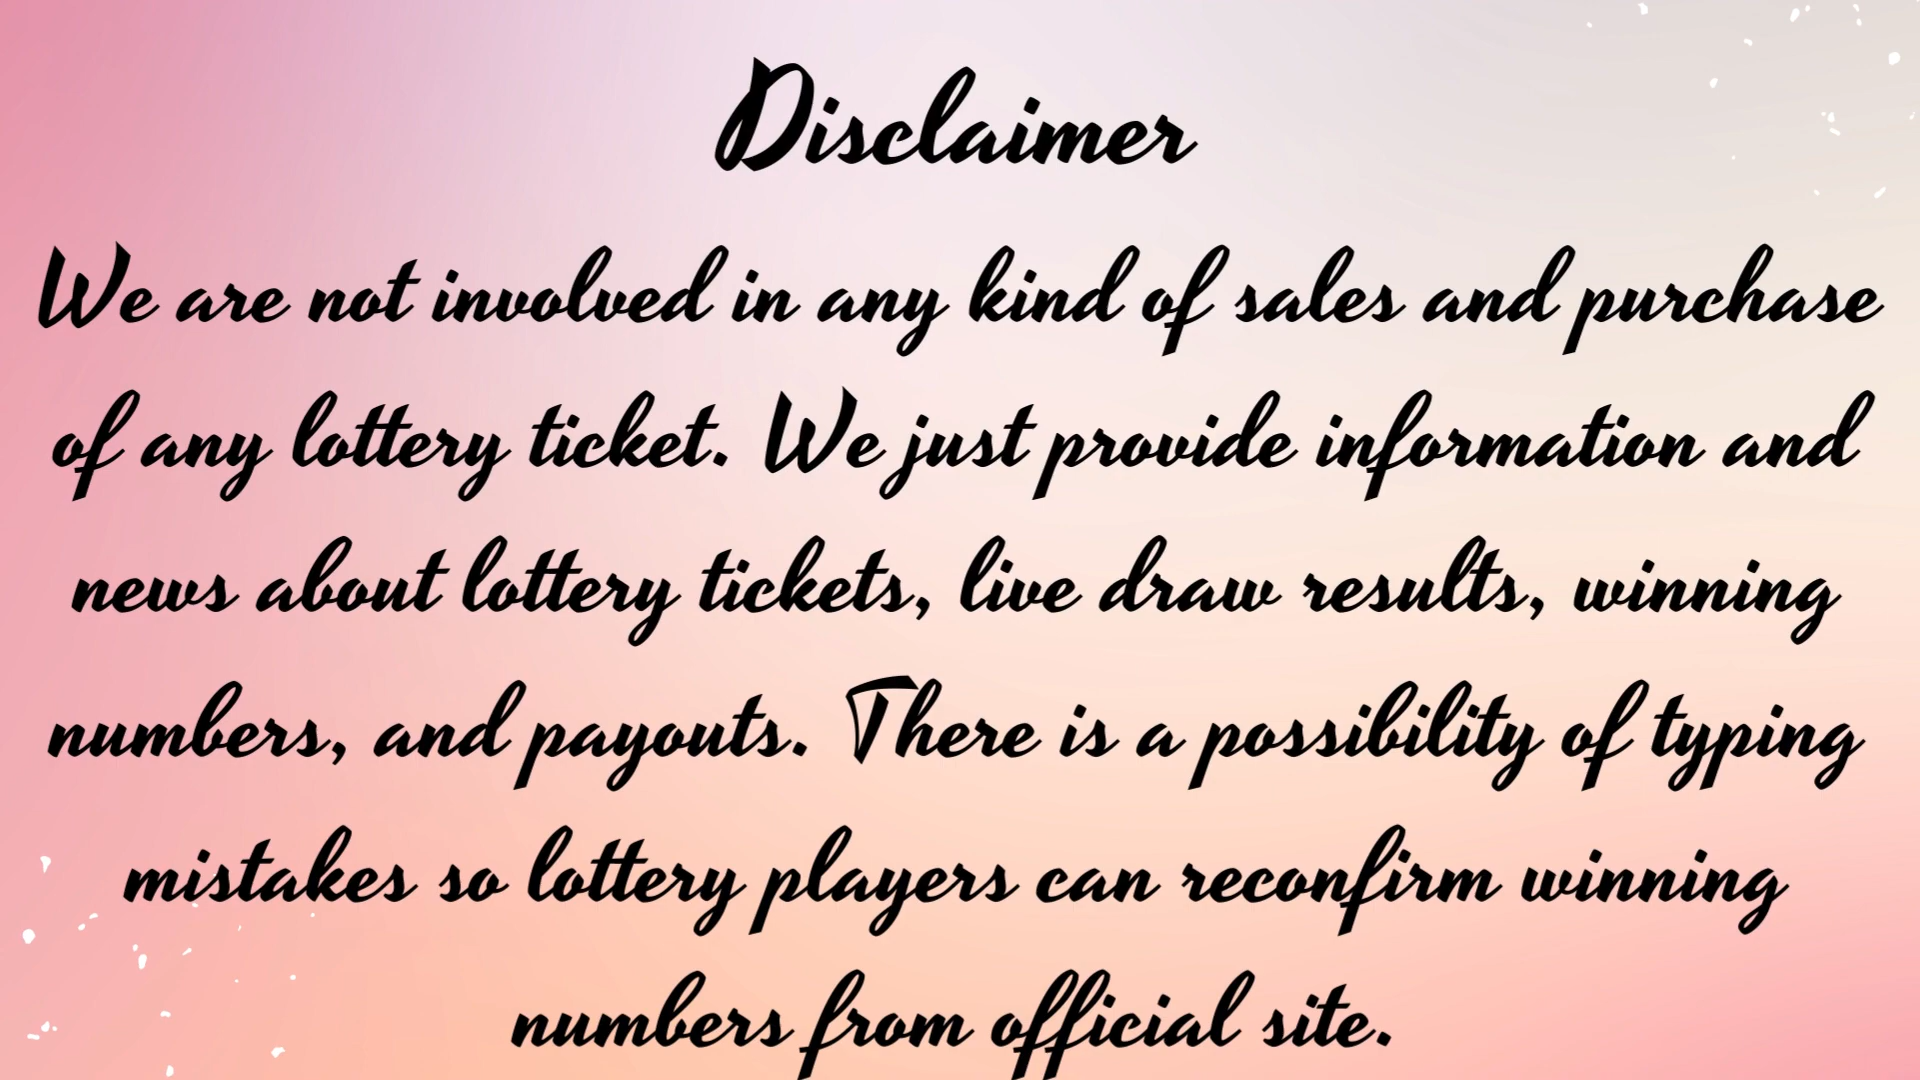 Disclaimer
We are not involved in any kind of sales and purchase
of any lottery ticket. We just provide information and
news about lottery tickets, live draw results, winning
numbers, and payouts. There is a possibility of typing
mistakes so lottery players can reconfirm winning
numbers from official site.